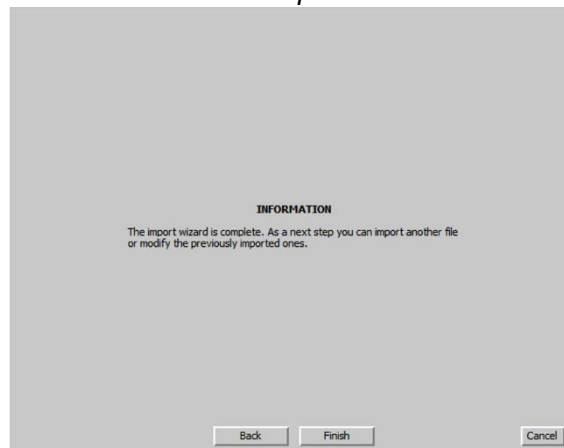 INFORMATION
The import wizard is complete. As a next step you can import another file
or modify the previously imported ones.
Back Finish Cancel